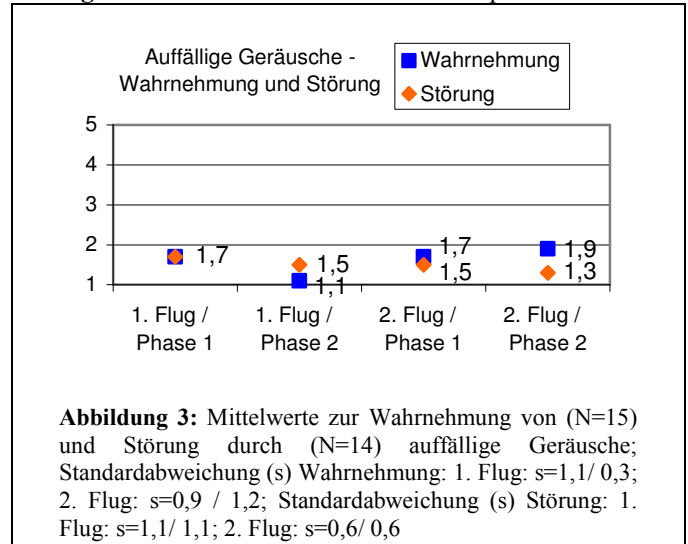 Auffällige Geräusche -
Wahrnehmung und Störung
Wahrnehmung
Störung
5
4
3
2
1
1,7
1,5
1,1
1,7
1,5
1,9
1,3
1. Flug /
Phase 1
1. Flug /
Phase 2
2. Flug /
Phase 1
2. Flug /
Phase 2
Abbildung 3: Mittelwerte zur Wahrnehmung von (N=15)
und Störung durch (N=14) auffällige Geräusche;
Standardabweichung (s) Wahrnehmung: 1. Flug: s=1,1/ 0,3;
2. Flug: s=0,9 / 1,2; Standardabweichung (s) Störung: 1.
Flug: s=1,1/ 1,1; 2. Flug: s=0,6/ 0,6